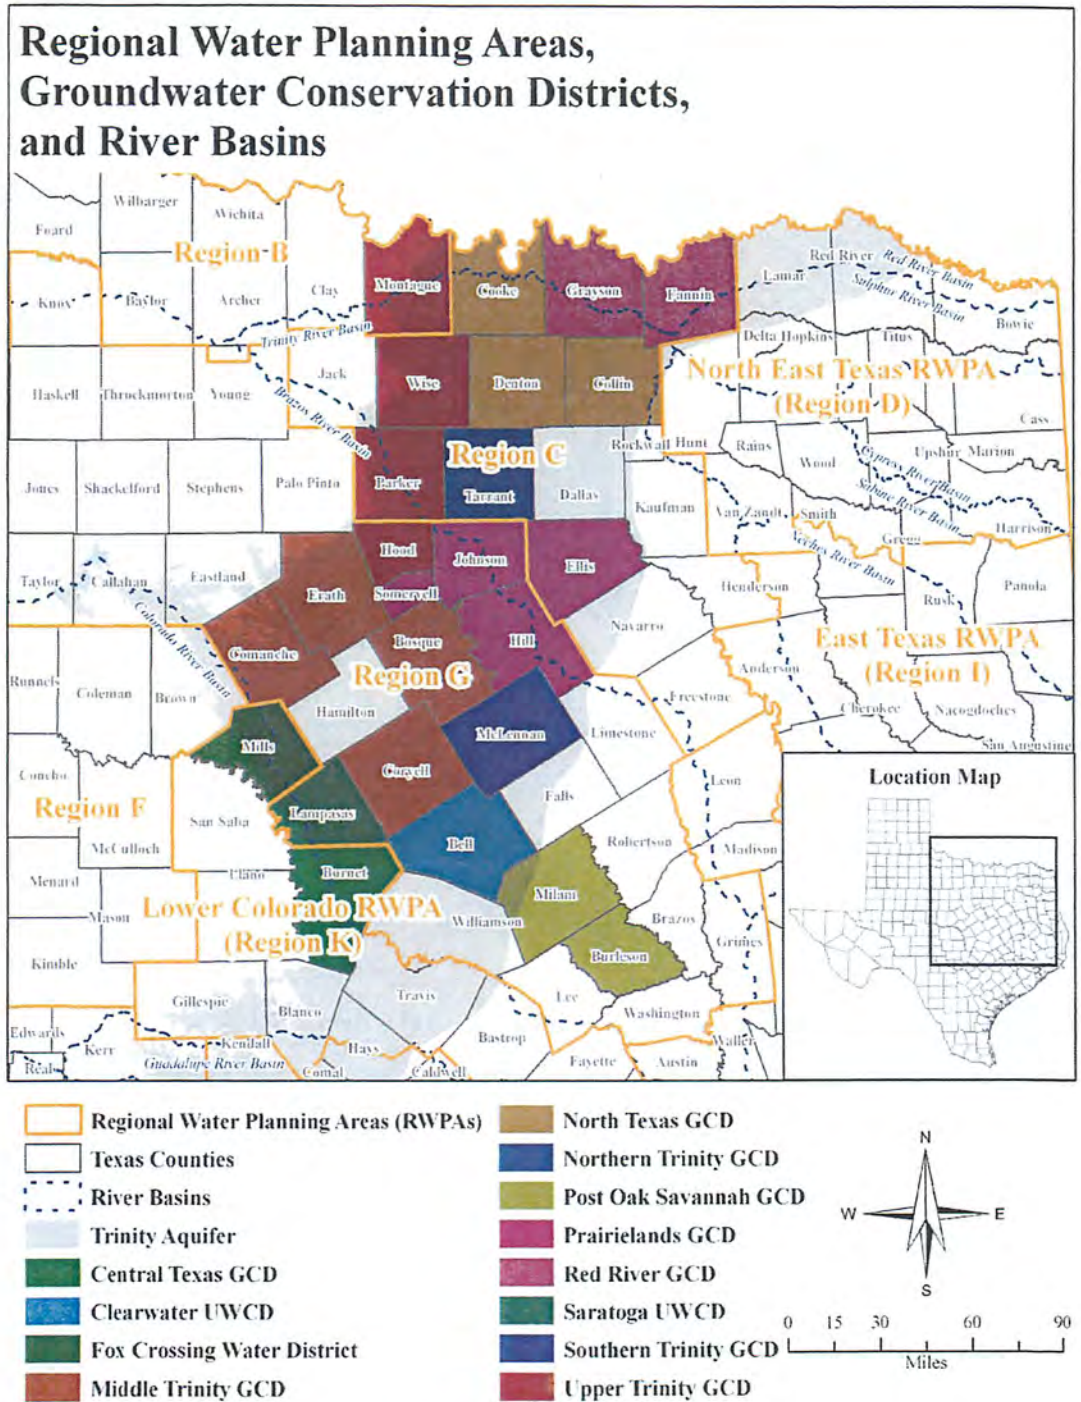 Regional Water Planning Areas,
Groundwater Conservation Districts,
and River Basins
Wilbarger
Wichita
Foard
Region B
Knox
Baylor
Archer
Clay
Montague
Cooke
Grayson
Fannin
Lamar
Red River
Red River Basin
Sulphur River Basin
Bowie
Trinity River Basin
Delta Hopkins
Titus
Haskell
Throckmorton
Young
Jack
Brazos River Basin
Wise
Denton
Collin
North East Texas RWPA
(Region D)
Cass
Rockwall
Hunt
Rains
Wood
Upshur
Marion
Cypress River Basin
Sabine River Basin
Jones
Shackelford
Stephens
Palo Pinto
Parker
Region C
Tarrant
Dallas
Kaufman
Van Zandt
Smith
Gregg
Harrison
Neches River Basin
Taylor
Callahan
Eastland
Colorado River Basin
Hood
Johnson
Ellis
Erath
Somervell
Henderson
Rusk
Panola
Navarro
Bosque
Hill
Comanche
Region G
East Texas RWPA
(Region I)
Anderson
Cherokee
Nacogdoches
San Augustine
Runnels
Coleman
Brown
Hamilton
Freestone
Mills
McLennan
Limestone
Concho
Coryell
Leon
Region F
Falls
Lampasas
San Saba
McCulloch
Bell
Robertson
Madison
Menard
Llano
Burnet
Milam
Mason
Lower Colorado RWPA
(Region K)
Williamson
Brazos
Grimes
Burleson
Kimble
Gillespie
Blanco
Travis
Lee
Washington
Edwards
Kerr
Kendall
Hays
Bastrop
Waller
Real
Guadalupe River Basin
Comal
Caldwell
Fayette
Austin
Location Map
Regional Water Planning Areas (RWPAs)
Texas Counties
River Basins
Trinity Aquifer
Central Texas GCD
Clearwater UWCD
Fox Crossing Water District
Middle Trinity GCD
North Texas GCD
Northern Trinity GCD
Post Oak Savannah GCD
Prairielands GCD
Red River GCD
Saratoga UWCD
Southern Trinity GCD
Upper Trinity GCD
N
W E
S
0 15 30 60 90
Miles